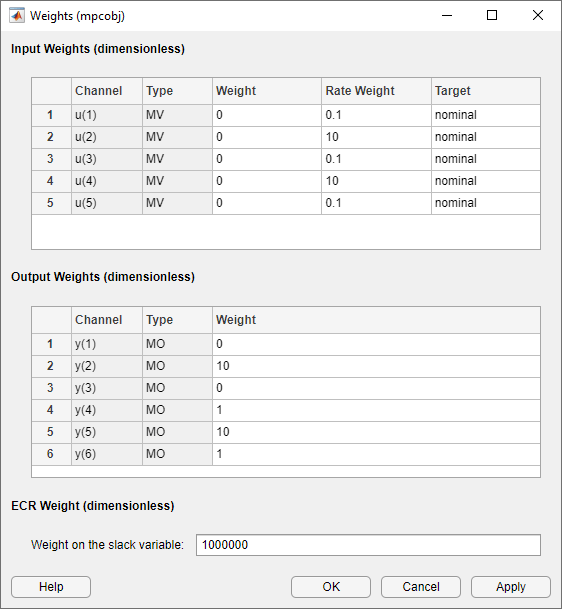 Weights (mpcobj)
Input Weights (dimensionless)
Channel Type Weight Rate Weight Target
1 u(1) MV 0 0.1 nominal
2 u(2) MV 0 10 nominal
3 u(3) MV 0 0.1 nominal
4 u(4) MV 0 10 nominal
5 u(5) MV 0 0.1 nominal
Output Weights (dimensionless)
Channel Type Weight
1 y(1) MO 0
2 y(2) MO 10
3 y(3) MO 0
4 y(4) MO 1
5 y(5) MO 10
6 y(6) MO 1
ECR Weight (dimensionless)
Weight on the slack variable: 1000000
Help OK Cancel Apply